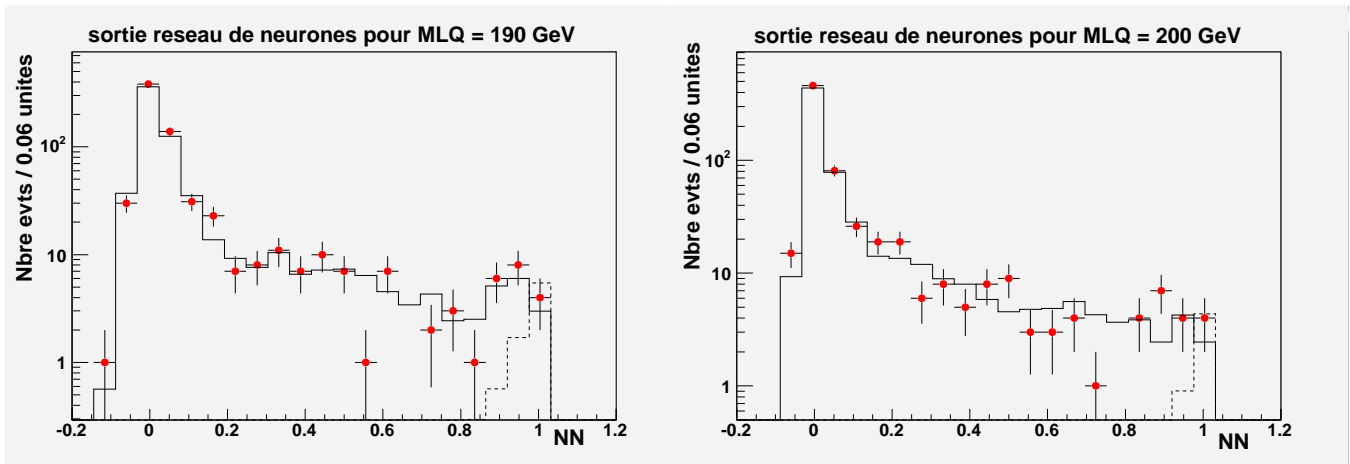 sortie reseau de neurones pour MLQ = 190 GeV
Nbre evts / 0.06 unites
10²
10
1
-0.2 0 0.2 0.4 0.6 0.8 1 1.2
NN
sortie reseau de neurones pour MLQ = 200 GeV
Nbre evts / 0.06 unites
10²
10
1
-0.2 0 0.2 0.4 0.6 0.8 1 1.2
NN